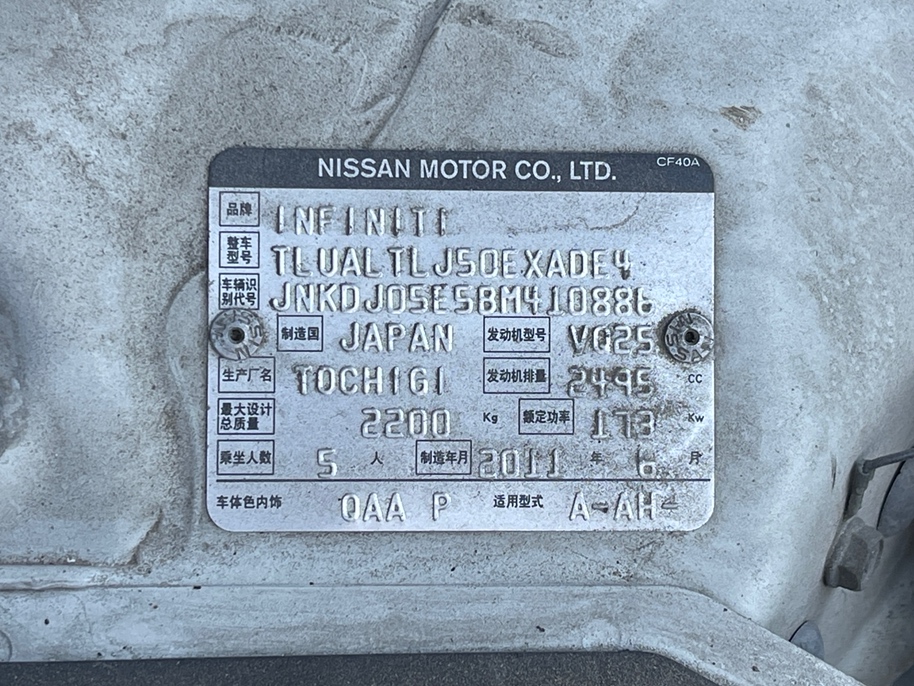 NISSAN MOTOR CO., LTD. CF40A
品牌 INFINITI
整车型号 TLUALTLJ50EXADE4
车辆识别代号 JNKDJ05E5BM410886
制造国 JAPAN 发动机型号 VQ25
生产厂名 TOCHIGI 发动机排量 2495 CC
最大设计总质量 2200 Kg 额定功率 173 Kw
乘坐人数 5 人 制造年月 2011 年 6 月
车体色内饰 QAA P 适用型式 A-AH